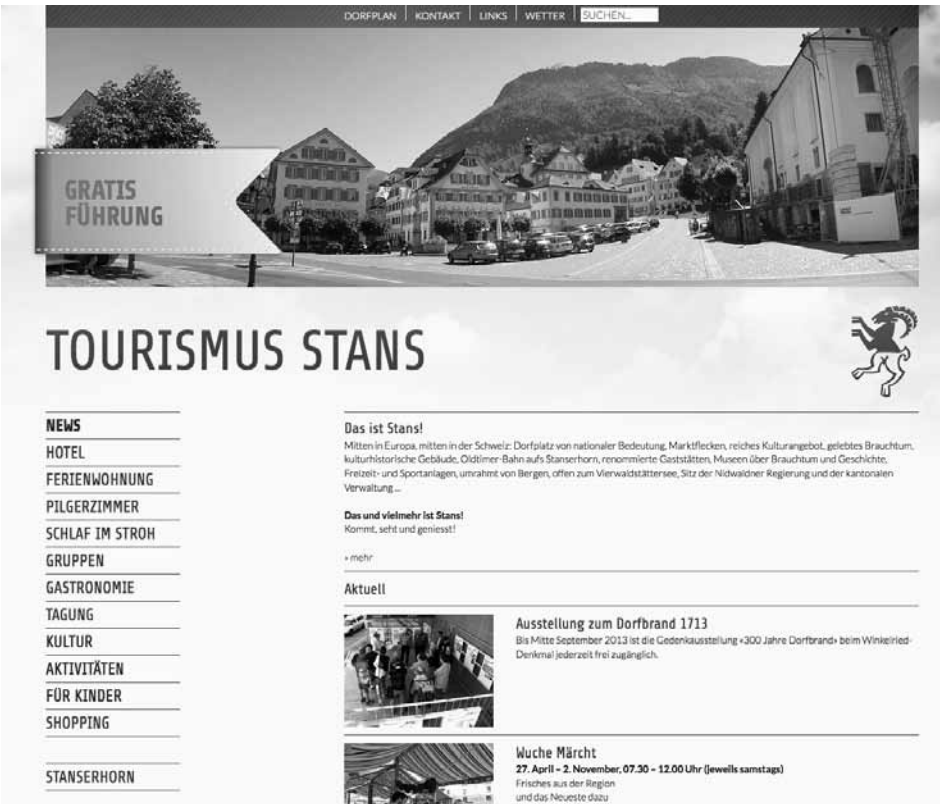 DORFPLAN | KONTAKT | LINKS | WETTER | SUCHEN...
GRATIS
FÜHRUNG
TOURISMUS STANS
NEWS
HOTEL
FERIENWOHNUNG
PILGERZIMMER
SCHLAF IM STROH
GRUPPEN
GASTRONOMIE
TAGUNG
KULTUR
AKTIVITÄTEN
FÜR KINDER
SHOPPING
STANSERHORN
Das ist Stans!
Mitten in Europa, mitten in der Schweiz: Dorfplatz von nationaler Bedeutung, Marktflecken, reiches Kulturangebot, gelebtes Brauchtum,
kulturhistorische Gebäude, Oldtimer-Bahn aufs Stanserhorn, renommierte Gaststätten, Museen über Brauchtum und Geschichte,
Freizeit- und Sportanlagen, umrahmt von Bergen, offen zum Vierwaldstättersee, Sitz der Nidwaldner Regierung und der kantonalen
Verwaltung ...
Das und vielmehr ist Stans!
Kommt, seht und geniesst!
» mehr
Aktuell
Ausstellung zum Dorfbrand 1713
Bis Mitte September 2013 ist die Gedenkausstellung «300 Jahre Dorfbrand» beim Winkelried-
Denkmal jederzeit frei zugänglich.
Wuche Märcht
27. April – 2. November, 07.30 – 12.00 Uhr (jeweils samstags)
Frisches aus der Region
und das Neueste dazu